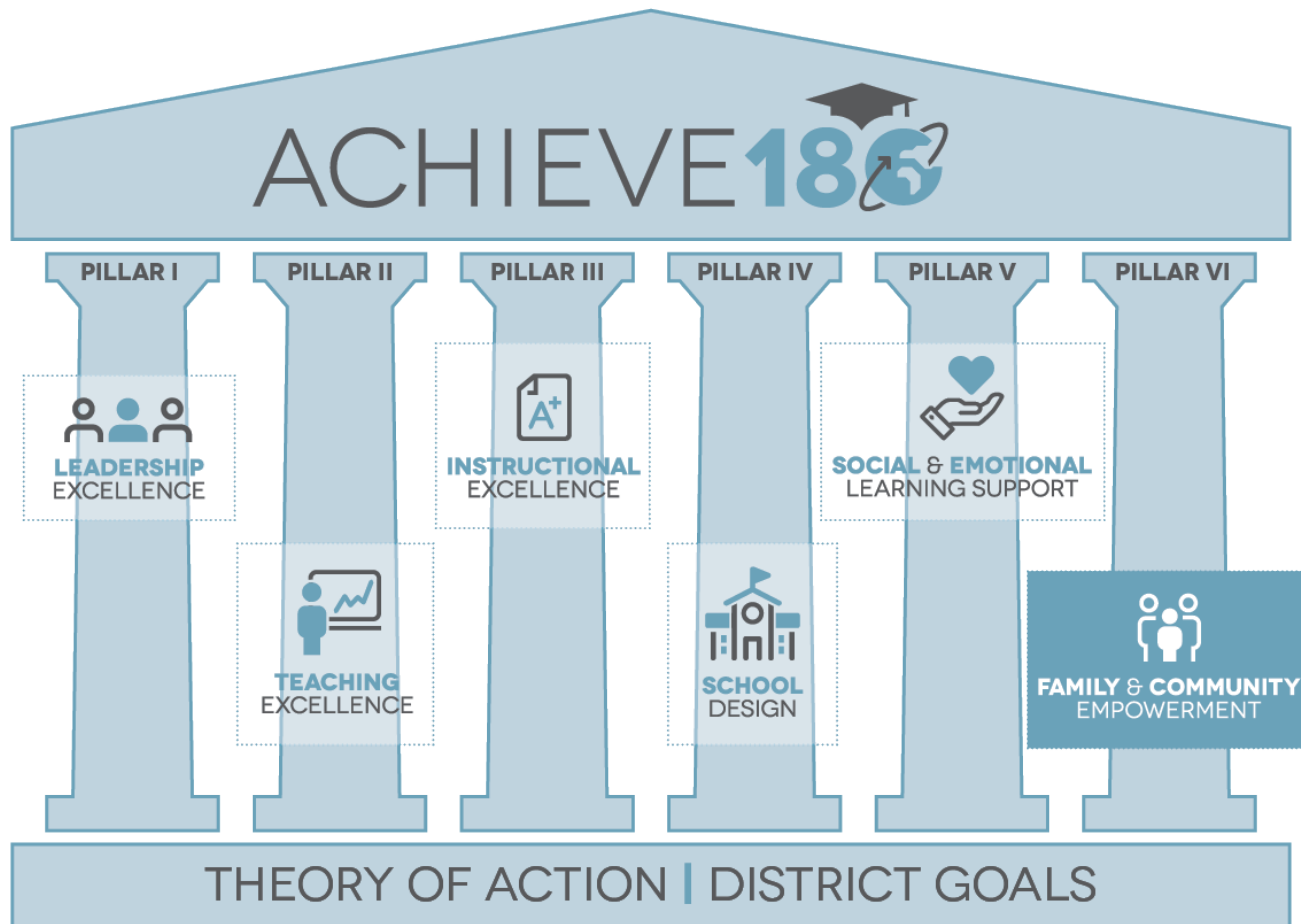 ACHIEVE180
PILLAR I
PILLAR II
PILLAR III
PILLAR IV
PILLAR V
PILLAR VI
LEADERSHIP
EXCELLENCE
TEACHING
EXCELLENCE
A+
INSTRUCTIONAL
EXCELLENCE
SCHOOL
DESIGN
SOCIAL & EMOTIONAL
LEARNING SUPPORT
FAMILY & COMMUNITY
EMPOWERMENT
THEORY OF ACTION | DISTRICT GOALS